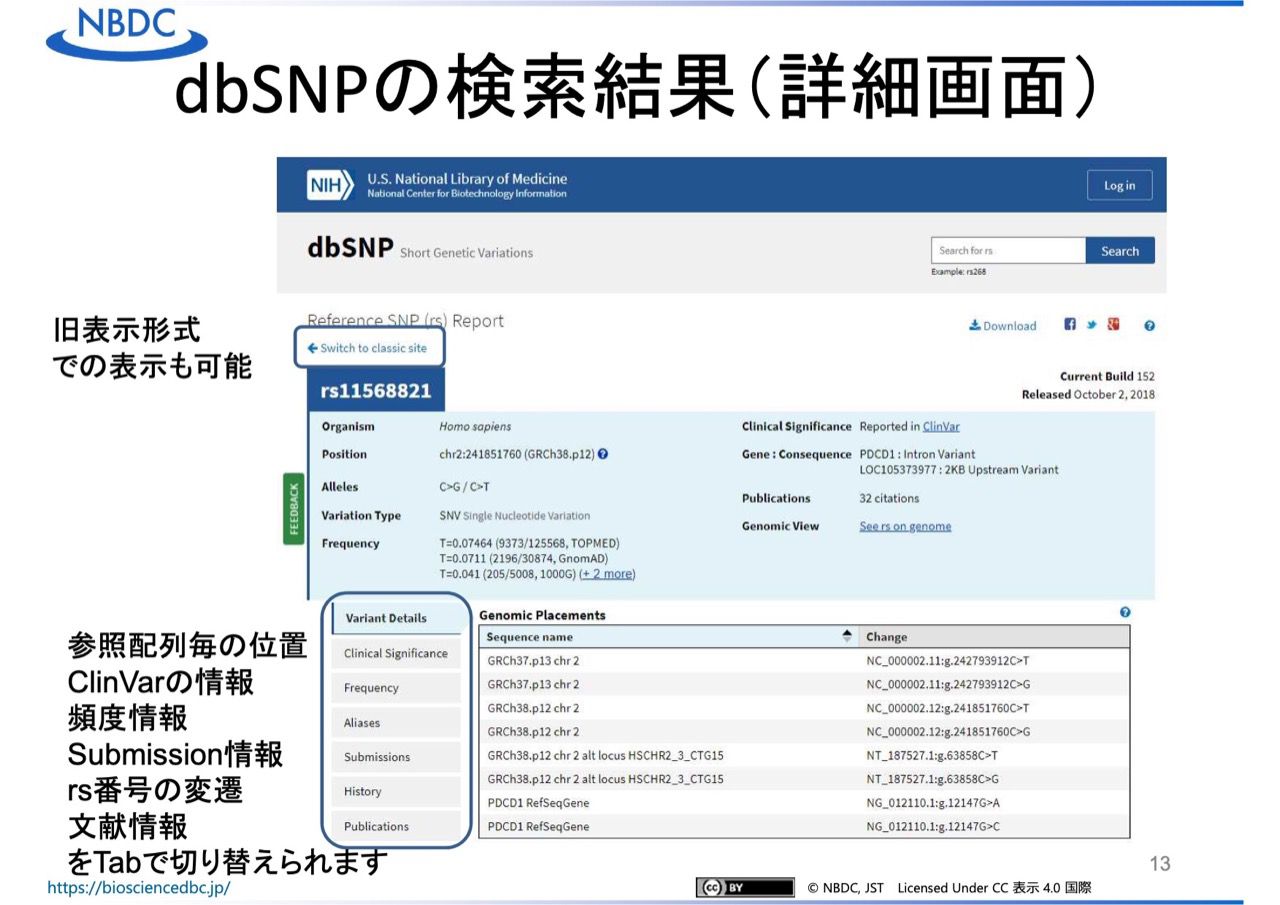 NBDC
dbSNPの検索結果（詳細画面）
NIH
U.S. National Library of Medicine
National Center for Biotechnology Information
Log in
dbSNP Short Genetic Variations
Search for rs
Search
Example: rs268
旧表示形式
での表示も可能
Reference SNP (rs) Report
Switch to classic site
Download
rs11568821
Current Build 152
Released October 2, 2018
Organism Homo sapiens
Position chr2:241851760 (GRCh38.p12)
Alleles C>G / C>T
Variation Type SNV Single Nucleotide Variation
Frequency T=0.07464 (9373/125568, TOPMED)
T=0.0711 (2196/30874, GnomAD)
T=0.041 (205/5008, 1000G) (+ 2 more)
Clinical Significance Reported in ClinVar
Gene : Consequence PDCD1 : Intron Variant
LOC105373977 : 2KB Upstream Variant
Publications 32 citations
Genomic View See rs on genome
FEEDBACK
参照配列毎の位置
ClinVarの情報
頻度情報
Submission情報
rs番号の変遷
文献情報
をTabで切り替えられます
Variant Details
Clinical Significance
Frequency
Aliases
Submissions
History
Publications
Genomic Placements
Sequence name Change
GRCh37.p13 chr 2 NC_000002.11:g.242793912C>T
GRCh37.p13 chr 2 NC_000002.11:g.242793912C>G
GRCh38.p12 chr 2 NC_000002.12:g.241851760C>T
GRCh38.p12 chr 2 NC_000002.12:g.241851760C>G
GRCh38.p12 chr 2 alt locus HSCHR2_3_CTG15 NT_187527.1:g.63858C>T
GRCh38.p12 chr 2 alt locus HSCHR2_3_CTG15 NT_187527.1:g.63858C>G
PDCD1 RefSeqGene NG_012110.1:g.12147G>A
PDCD1 RefSeqGene NG_012110.1:g.12147G>C
13
https://biosciencedbc.jp/
cc BY
© NBDC, JST Licensed Under CC 表示 4.0 国際